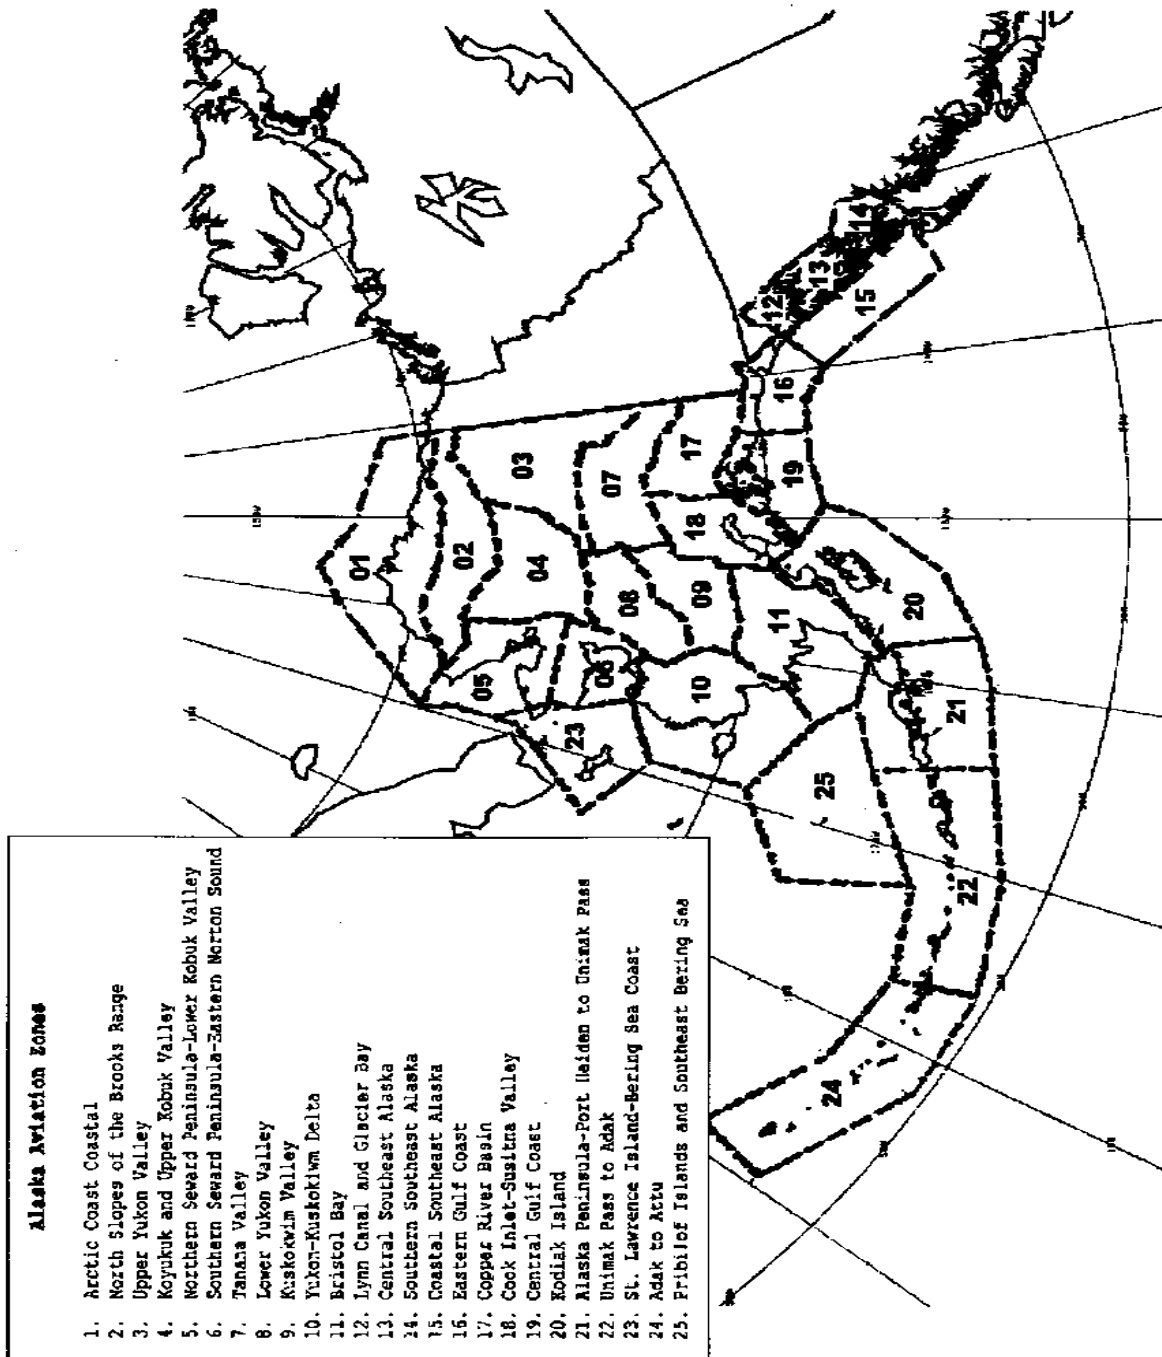 Alaska Aviation Zones
1. Arctic Coast Coastal
2. North Slopes of the Brooks Range
3. Upper Yukon Valley
4. Koyukuk and Upper Kobuk Valley
5. Northern Seward Peninsula-Lower Kobuk Valley
6. Southern Seward Peninsula-Eastern Norton Sound
7. Tanana Valley
8. Lower Yukon Valley
9. Kuskokwim Valley
10. Yukon-Kuskokiwm Delta
11. Bristol Bay
12. Lynn Canal and Glacier Bay
13. Central Southeast Alaska
14. Southern Southeast Alaska
15. Coastal Southeast Alaska
16. Eastern Gulf Coast
17. Copper River Basin
18. Cook Inlet-Susitna Valley
19. Central Gulf Coast
20. Kodiak Island
21. Alaska Peninsula-Port Heiden to Unimak Pass
22. Unimak Pass to Adak
23. St. Lawrence Island-Bering Sea Coast
24. Adak to Attu
25. Pribilof Islands and Southeast Bering Sea
01
02
03
04
05
06
07
08
09
10
11
12
13
14
15
16
17
18
19
20
21
22
23
24
25